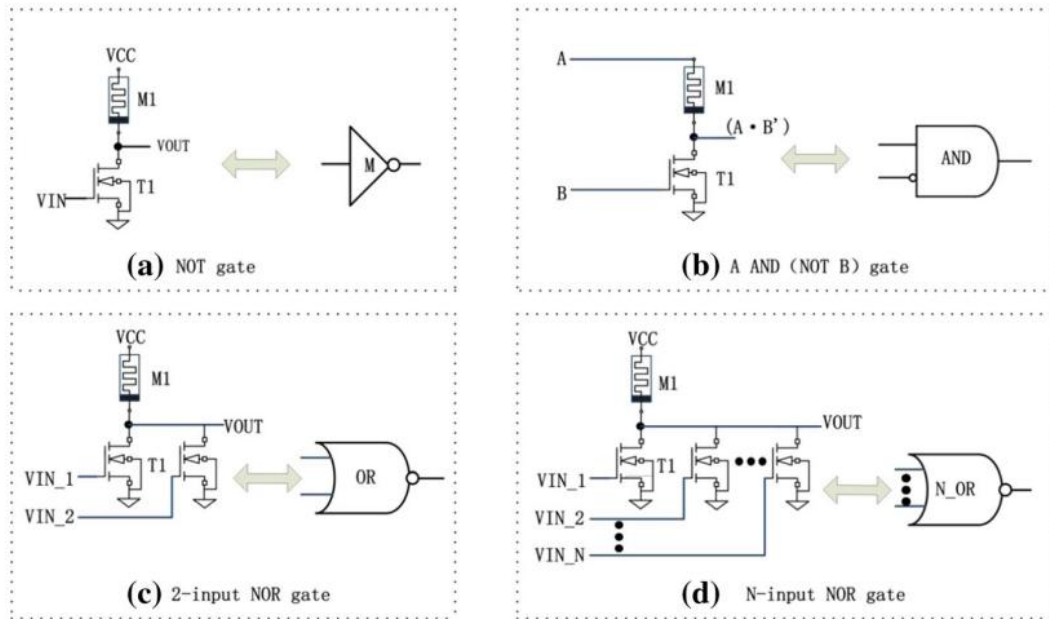 VCC
M1
VOUT
VIN
T1
M
(a) NOT gate
A
M1
(A·B')
B
T1
AND
(b) A AND (NOT B) gate
VCC
M1
VOUT
VIN_1
T1
VIN_2
OR
(c) 2-input NOR gate
VCC
M1
VOUT
VIN_1
T1
VIN_2
VIN_N
N_OR
(d) N-input NOR gate